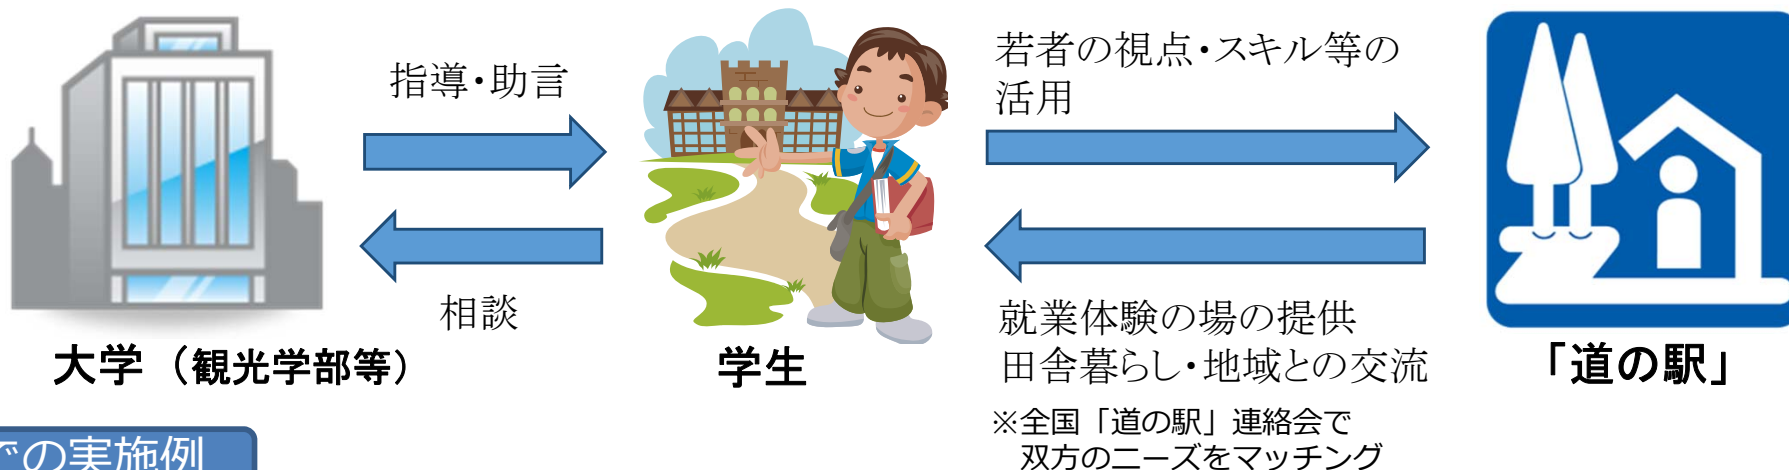 指導・助言
相談
大学（観光学部等）
学生
若者の視点・スキル等の
活用
就業体験の場の提供
田舎暮らし・地域との交流
※全国「道の駅」連絡会で
双方のニーズをマッチング
「道の駅」
での実施例